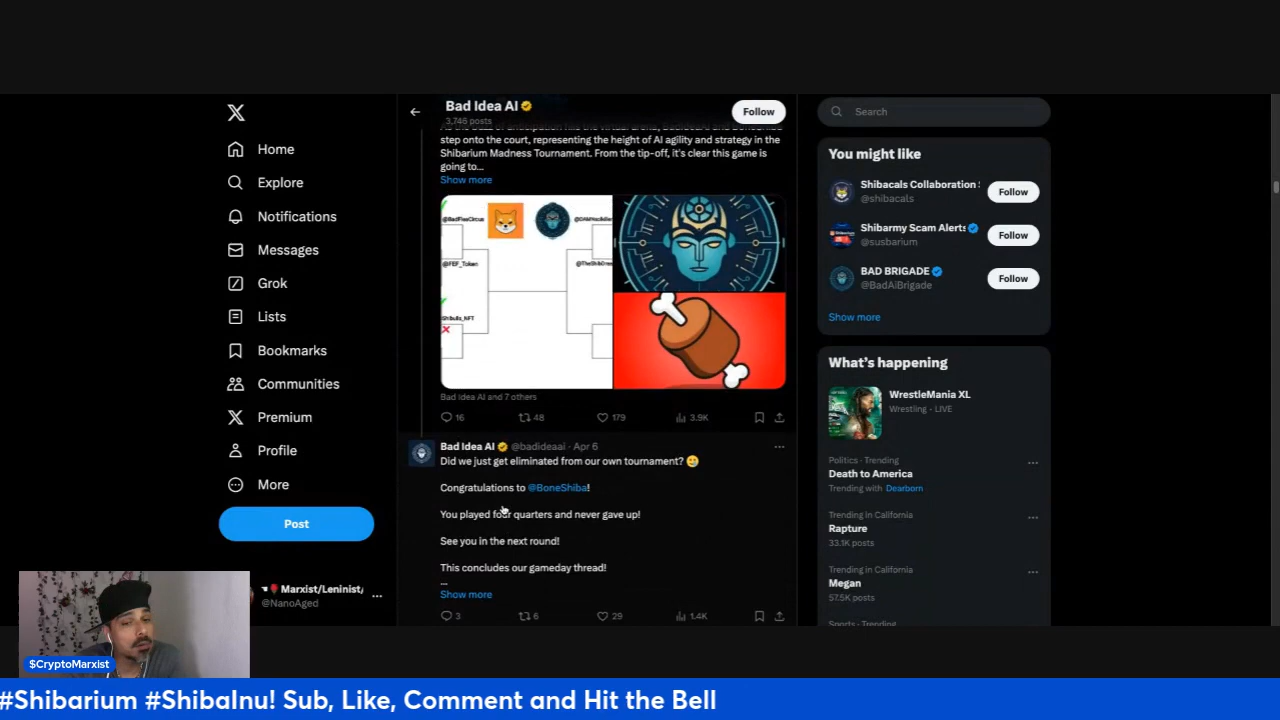 Home
Explore
Notifications
Messages
Grok
Lists
Bookmarks
Communities
Premium
Profile
More
Post
Marxist/Leninist/
@NanoAged
$CryptoMarxist
Bad Idea AI
3,746 posts
Follow
step onto the court, representing the height of AI agility and strategy in the
Shibarium Madness Tournament. From the tip-off, it's clear this game is
going to...
Show more
@BadFleaCircus
@FEF_Token
Bad Idea AI and 7 others
16
48
179
3.9K
Bad Idea AI @badideaai · Apr 6
Did we just get eliminated from our own tournament?
Congratulations to @BoneShiba!
You played four quarters and never gave up!
See you in the next round!
This concludes our gameday thread!
...
Show more
3
6
29
1.4K
Search
You might like
Shibacals Collaboration
@shibacals
Follow
Shibarmy Scam Alerts
@susbarium
Follow
BAD BRIGADE
@BadAIBrigade
Follow
Show more
What's happening
WrestleMania XL
Wrestling · LIVE
Politics · Trending
Death to America
Trending with Dearborn
Trending in California
Rapture
33.1K posts
Trending in California
Megan
57.5K posts
Sports · Trending
#Shibarium #ShibaInu! Sub, Like, Comment and Hit the Bell